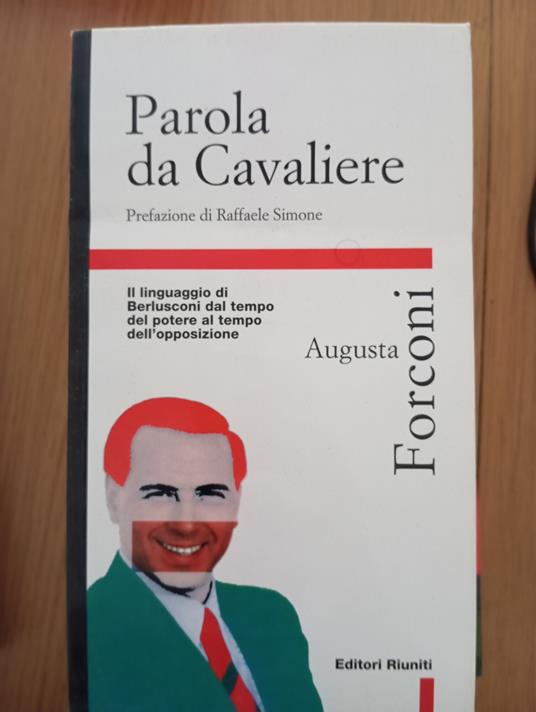 Parola
da Cavaliere
Prefazione di Raffaele Simone
Il linguaggio di
Berlusconi dal tempo
del potere al tempo
dell'opposizione
Augusta
Forconi
Editori Riuniti